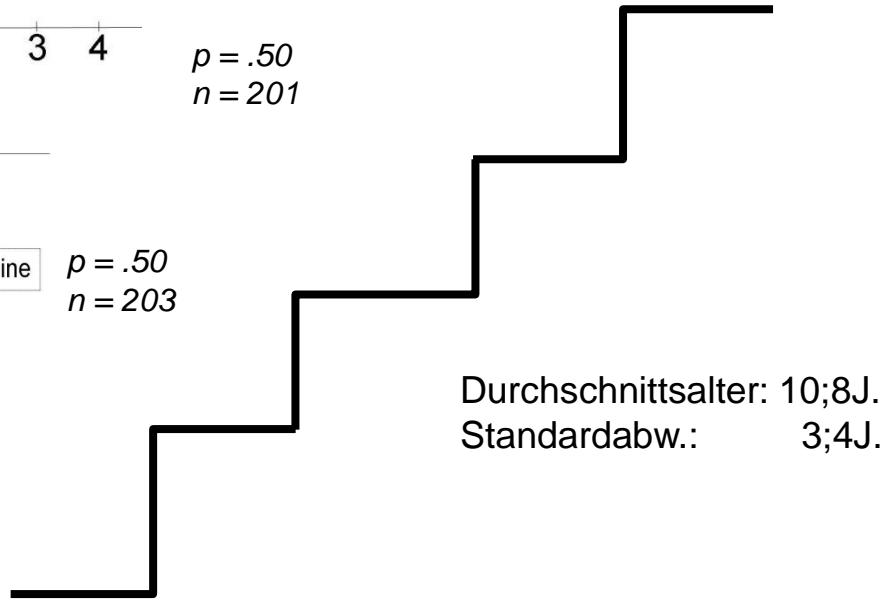 3 4
p = .50
n = 201
ine
p = .50
n = 203
Durchschnittsalter: 10;8J.
Standardabw.: 3;4J.